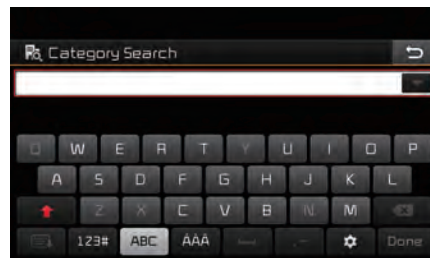 Category Search
Q W E R T Y U I O P
A S D F G H J K L
Z X C V B N M
123# ABC ÁÄÂ .- Done